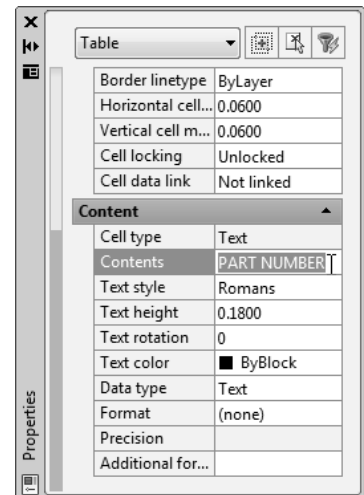 Table
Border linetype ByLayer
Horizontal cell... 0.0600
Vertical cell m... 0.0600
Cell locking Unlocked
Cell data link Not linked
Content
Cell type Text
Contents PART NUMBER
Text style Romans
Text height 0.1800
Text rotation 0
Text color ByBlock
Data type Text
Format (none)
Precision
Additional for...
Properties